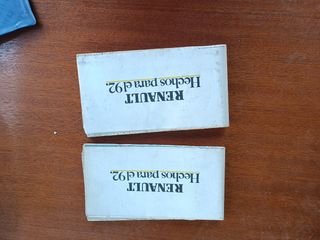 RENAULT
Hechos para el 92.
RENAULT
Hechos para el 92.